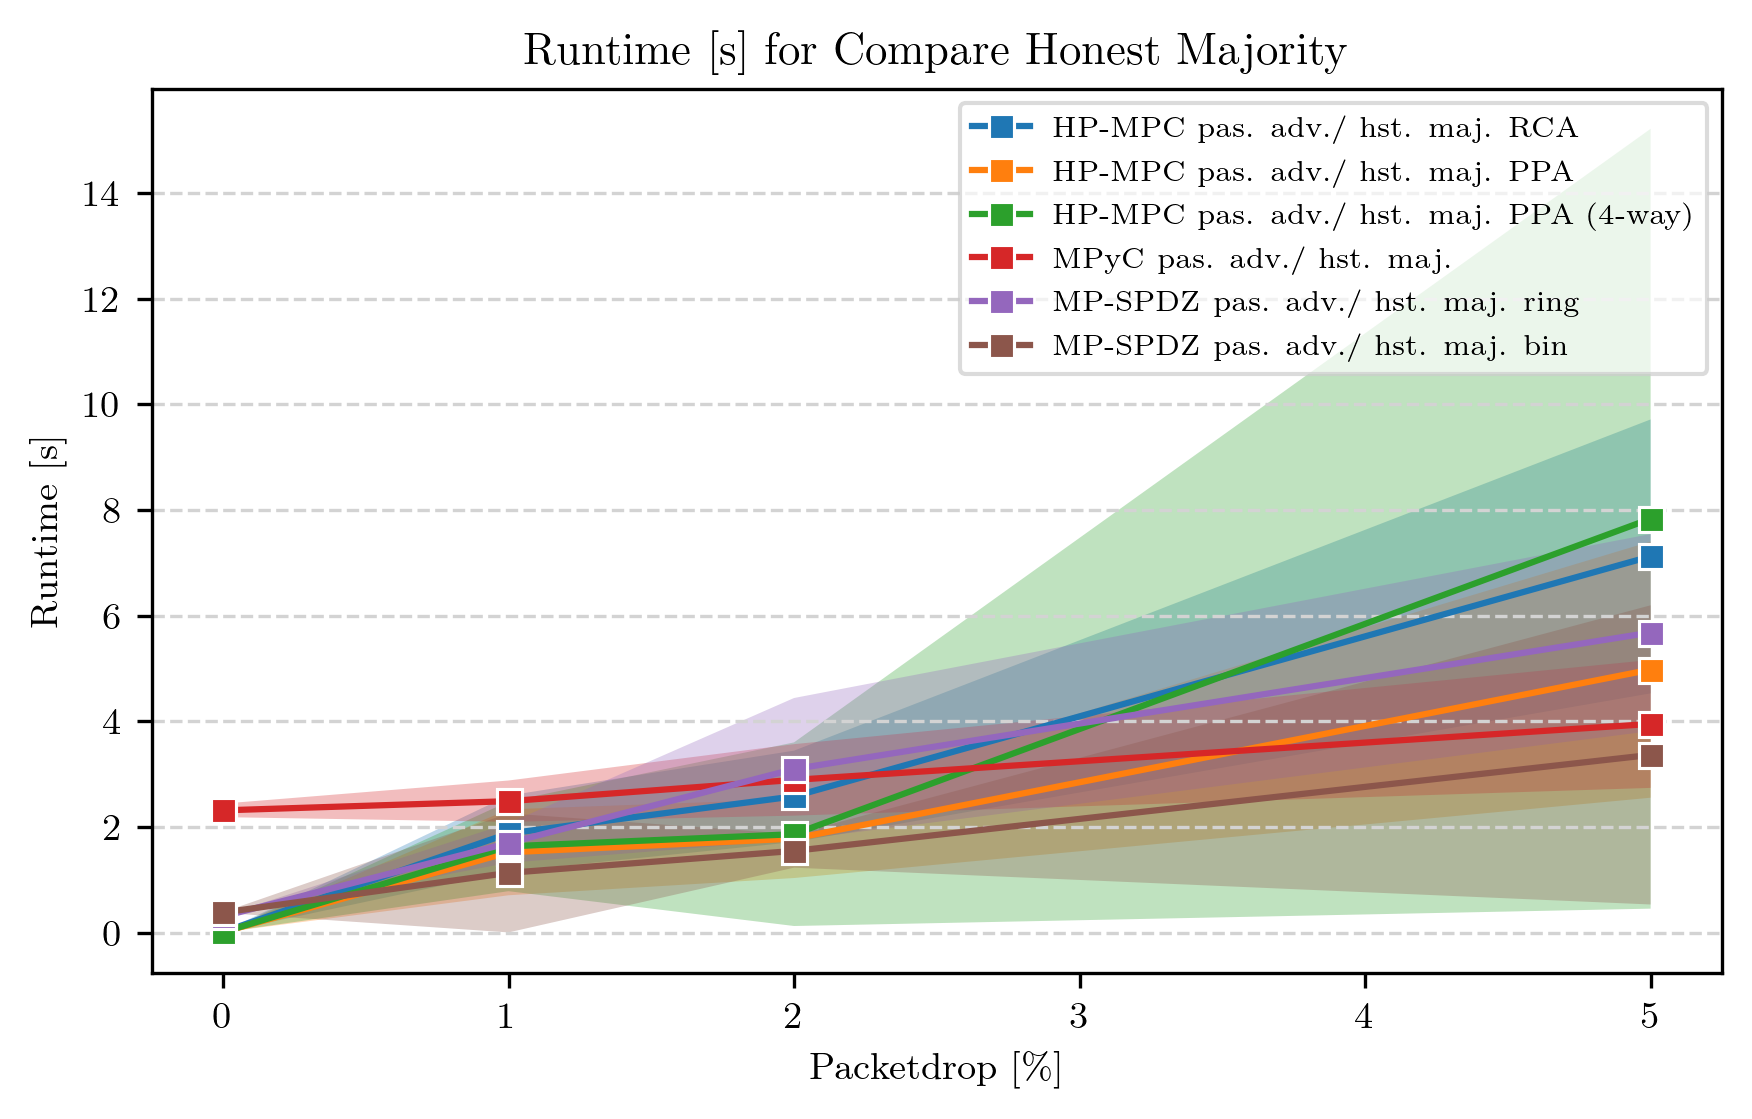 Runtime [s] for Compare Honest Majority
HP-MPC pas. adv./ hst. maj. RCA
HP-MPC pas. adv./ hst. maj. PPA
HP-MPC pas. adv./ hst. maj. PPA (4-way)
MPyC pas. adv./ hst. maj.
MP-SPDZ pas. adv./ hst. maj. ring
MP-SPDZ pas. adv./ hst. maj. bin
Runtime [s]
14
12
10
8
6
4
2
0
0 1 2 3 4 5
Packetdrop [%]